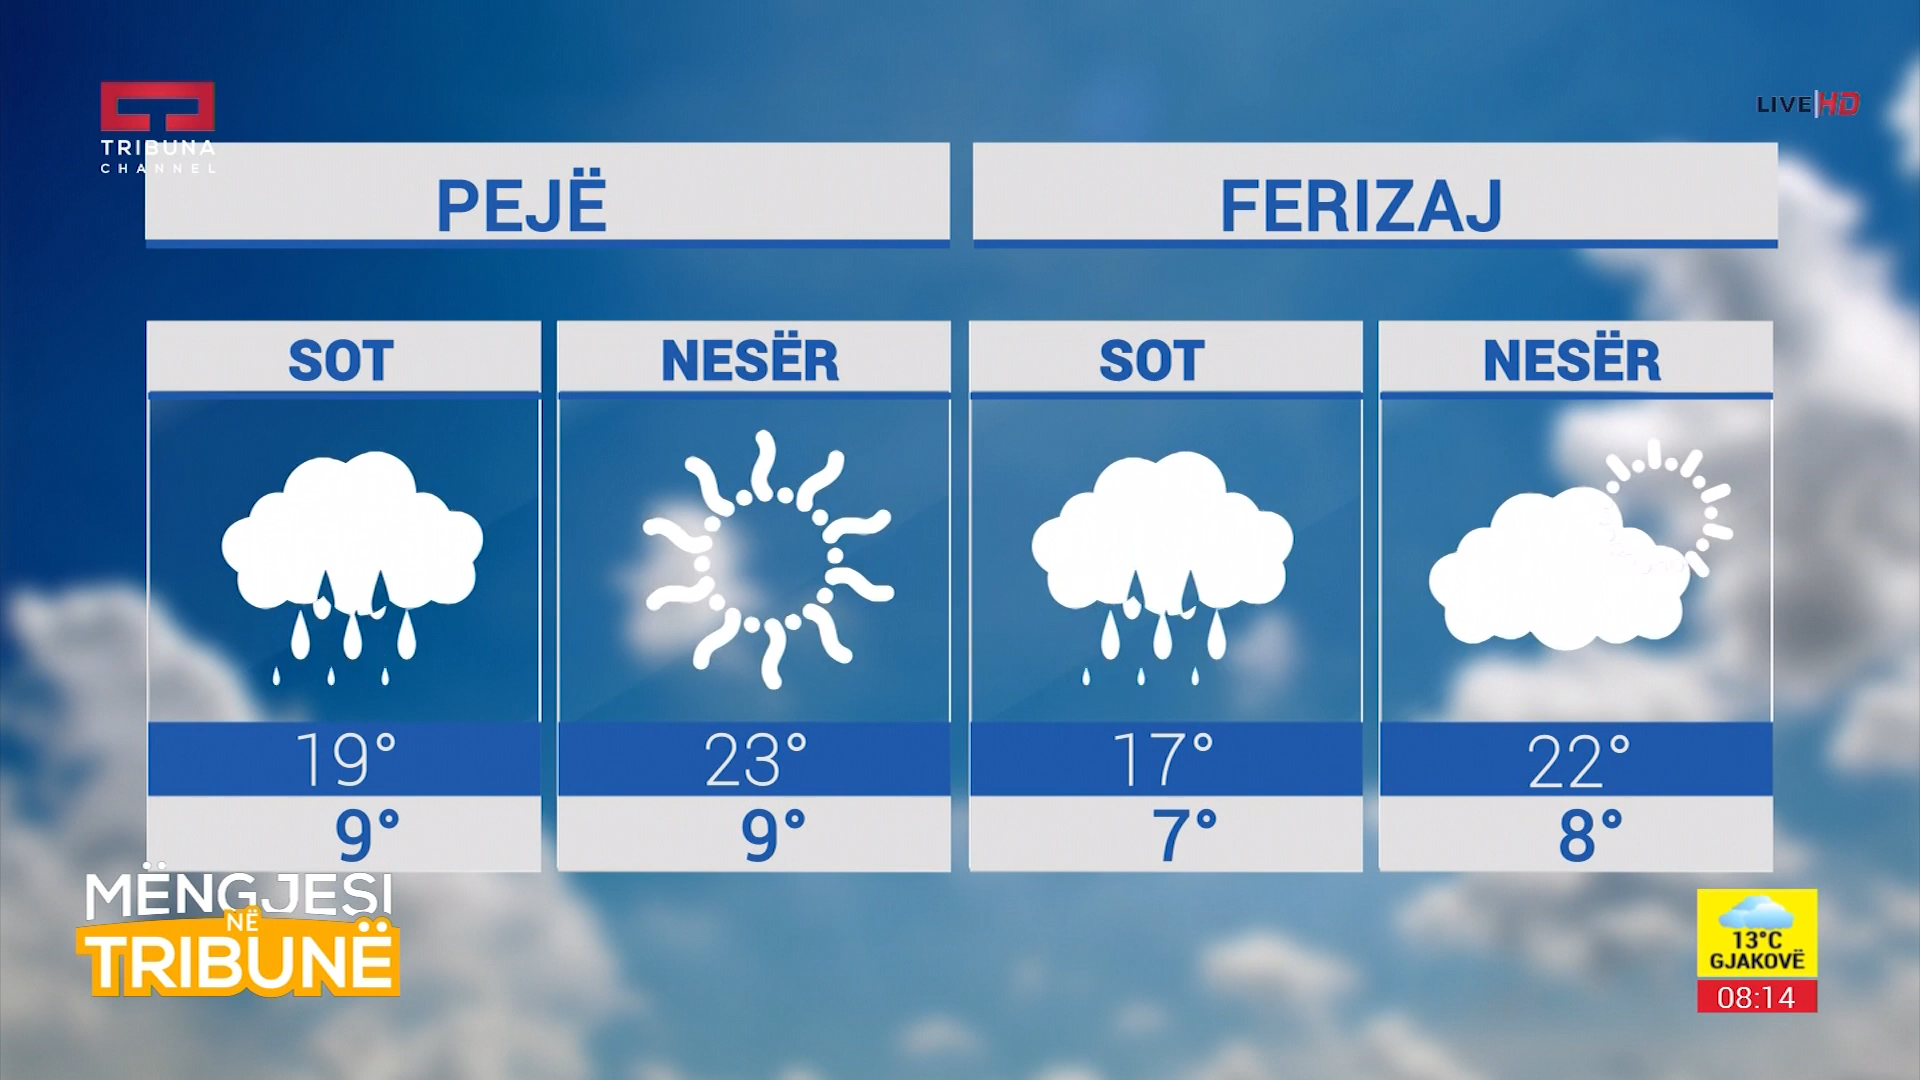 TRIBUNA
CHANNEL
LIVE HD
PEJË
FERIZAJ
SOT
NESËR
SOT
NESËR
19°
23°
17°
22°
9°
9°
7°
8°
MËNGJESI
NË
TRIBUNË
13°C
GJAKOVË
08:14